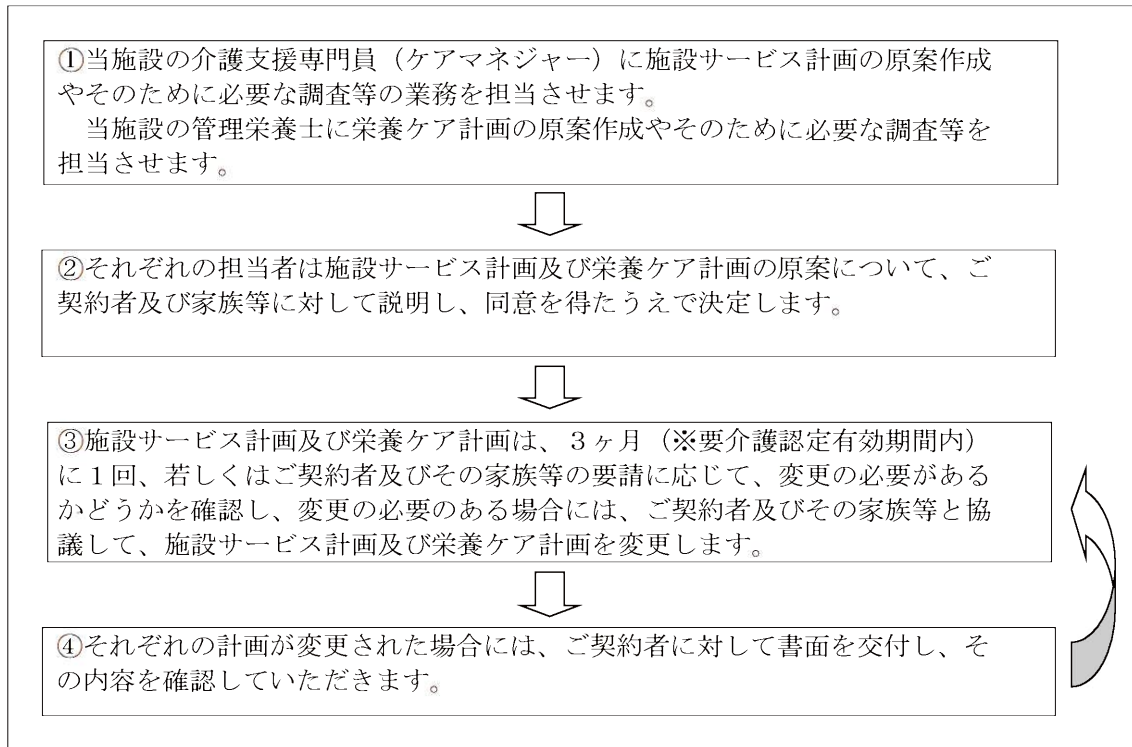 ①当施設の介護支援専門員（ケアマネジャー）に施設サービス計画の原案作成
やそのために必要な調査等の業務を担当させます。
　当施設の管理栄養士に栄養ケア計画の原案作成やそのために必要な調査等を
担当させます。
②それぞれの担当者は施設サービス計画及び栄養ケア計画の原案について、ご
契約者及び家族等に対して説明し、同意を得たうえで決定します。
③施設サービス計画及び栄養ケア計画は、３ヶ月（※要介護認定有効期間内）
に１回、若しくはご契約者及びその家族等の要請に応じて、変更の必要がある
かどうかを確認し、変更の必要のある場合には、ご契約者及びその家族等と協
議して、施設サービス計画及び栄養ケア計画を変更します。
④それぞれの計画が変更された場合には、ご契約者に対して書面を交付し、そ
の内容を確認していただきます。